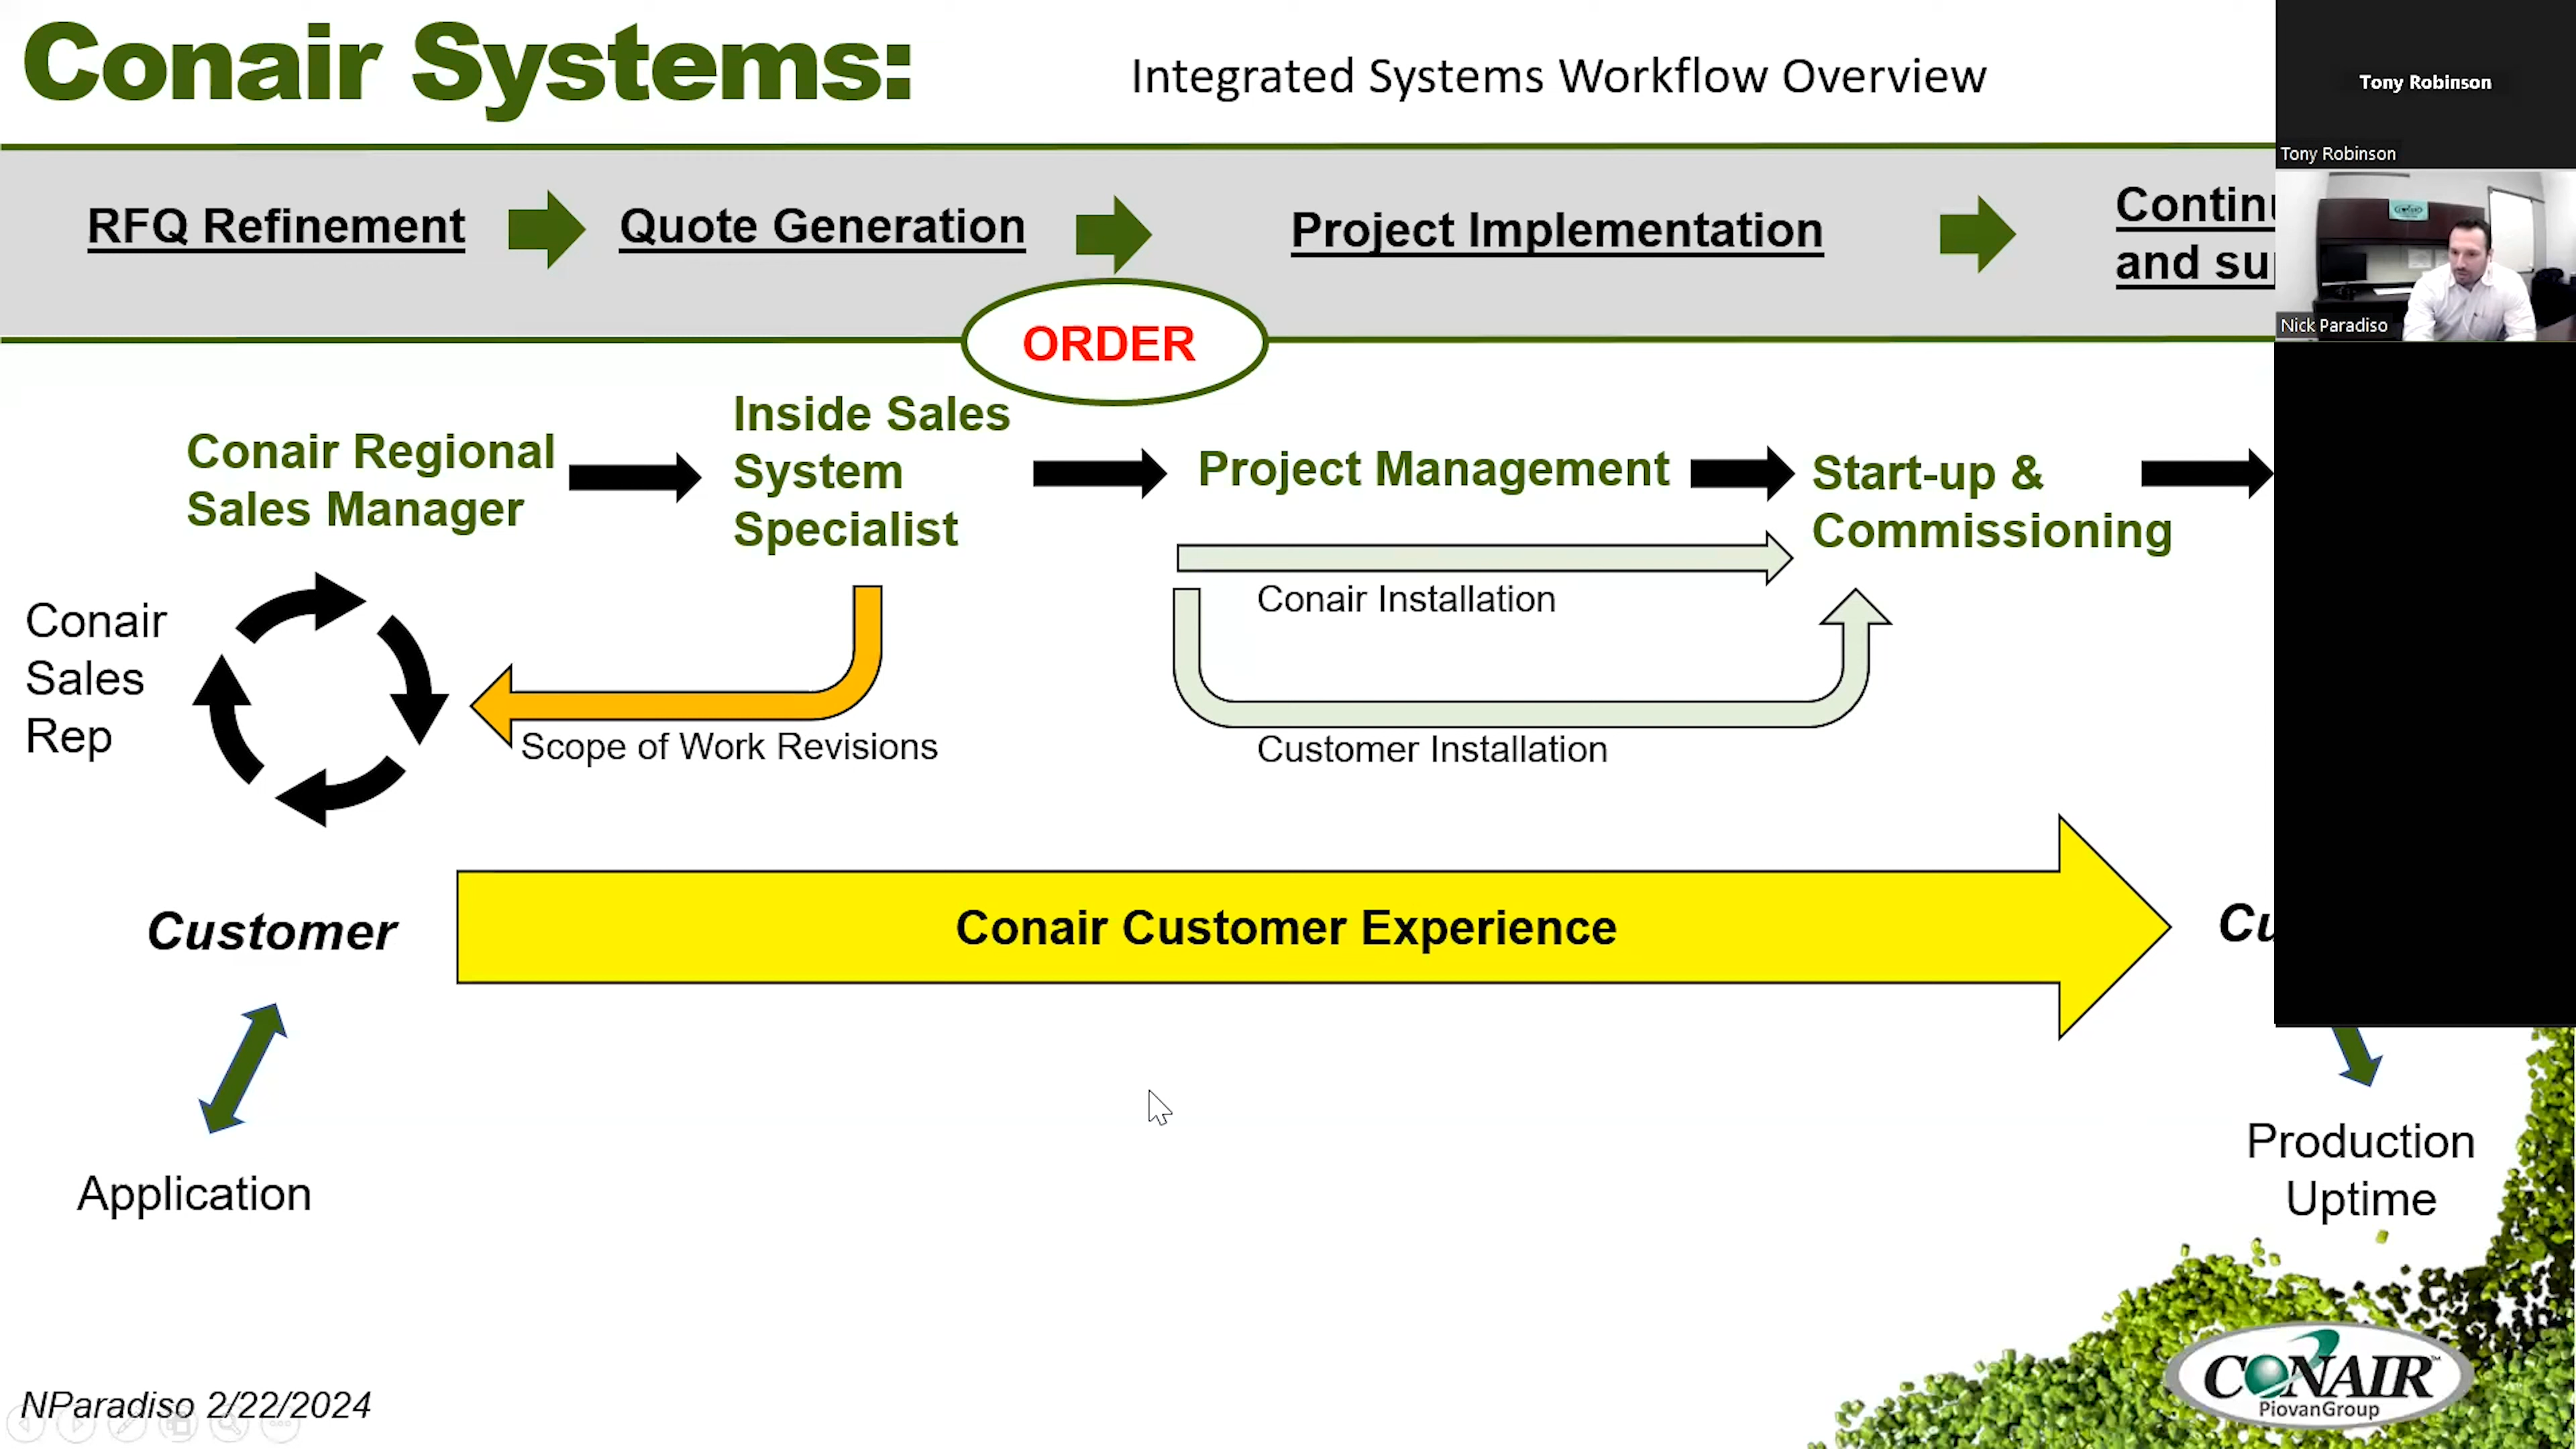 Conair Systems:
Integrated Systems Workflow Overview
Tony Robinson
Tony Robinson
Nick Paradiso
RFQ Refinement
Quote Generation
Project Implementation
and
ORDER
Conair Regional
Sales Manager
Inside Sales
System
Specialist
Project Management
Start-up &
Commissioning
Conair
Sales
Rep
Scope of Work Revisions
Conair Installation
Customer Installation
Customer
Conair Customer Experience
Application
Production
Uptime
NParadiso 2/22/2024
CONAIR
PiovanGroup